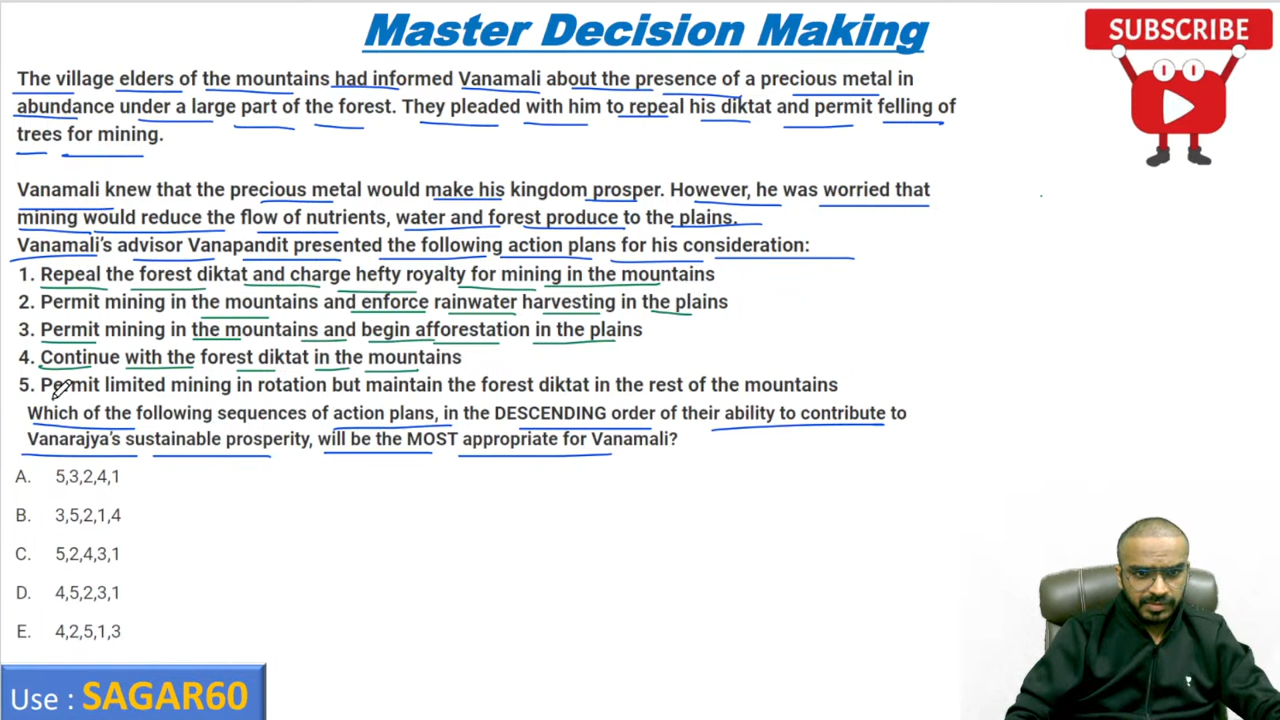 Master Decision Making
SUBSCRIBE
The village elders of the mountains had informed Vanamali about the presence of a precious metal in
abundance under a large part of the forest. They pleaded with him to repeal his diktat and permit felling of
trees for mining.
Vanamali knew that the precious metal would make his kingdom prosper. However, he was worried that
mining would reduce the flow of nutrients, water and forest produce to the plains.
Vanamali's advisor Vanapandit presented the following action plans for his consideration:
1. Repeal the forest diktat and charge hefty royalty for mining in the mountains
2. Permit mining in the mountains and enforce rainwater harvesting in the plains
3. Permit mining in the mountains and begin afforestation in the plains
4. Continue with the forest diktat in the mountains
5. Permit limited mining in rotation but maintain the forest diktat in the rest of the mountains
Which of the following sequences of action plans, in the DESCENDING order of their ability to contribute to
Vanarajya's sustainable prosperity, will be the MOST appropriate for Vanamali?
A. 5,3,2,4,1
B. 3,5,2,1,4
C. 5,2,4,3,1
D. 4,5,2,3,1
E. 4,2,5,1,3
Use : SAGAR60